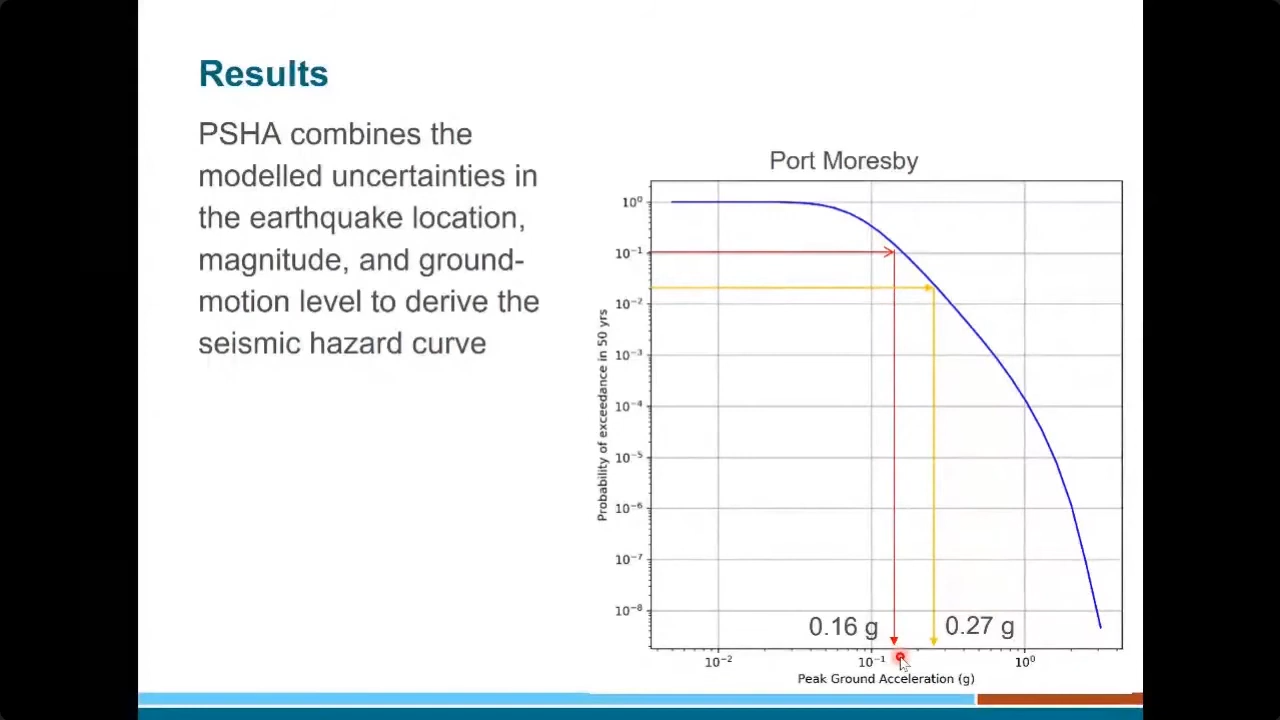 Results
PSHA combines the
modelled uncertainties in
the earthquake location,
magnitude, and ground-
motion level to derive the
seismic hazard curve
Port Moresby
Probability of exceedance in 50 yrs
10⁰
10⁻¹
10⁻²
10⁻³
10⁻⁴
10⁻⁵
10⁻⁶
10⁻⁷
10⁻⁸
0.16 g
0.27 g
10⁻²
10⁻¹
10⁰
Peak Ground Acceleration (g)